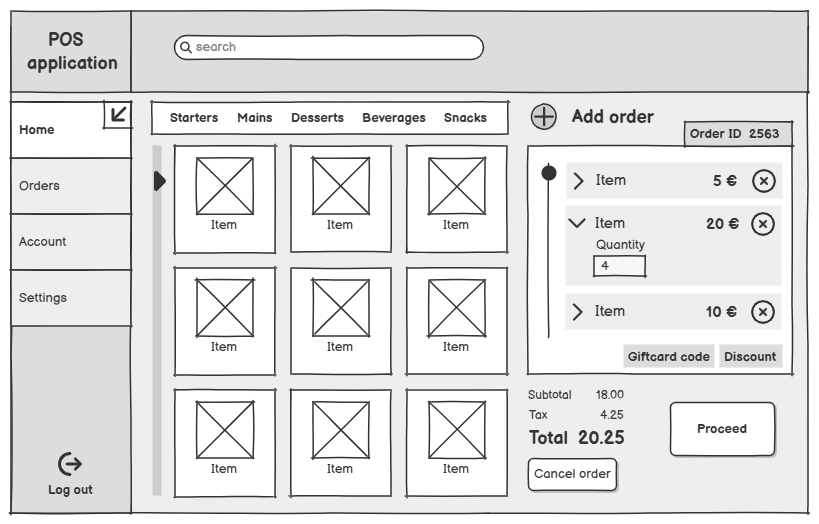 POS
application
search
Home
Orders
Account
Settings
Log out
Starters Mains Desserts Beverages Snacks
Item Item Item
Item Item Item
Item Item Item
Add order
Order ID 2563
Item 5 €
Item 20 €
Quantity
4
Item 10 €
Giftcard code Discount
Subtotal 18.00
Tax 4.25
Total 20.25
Proceed
Cancel order